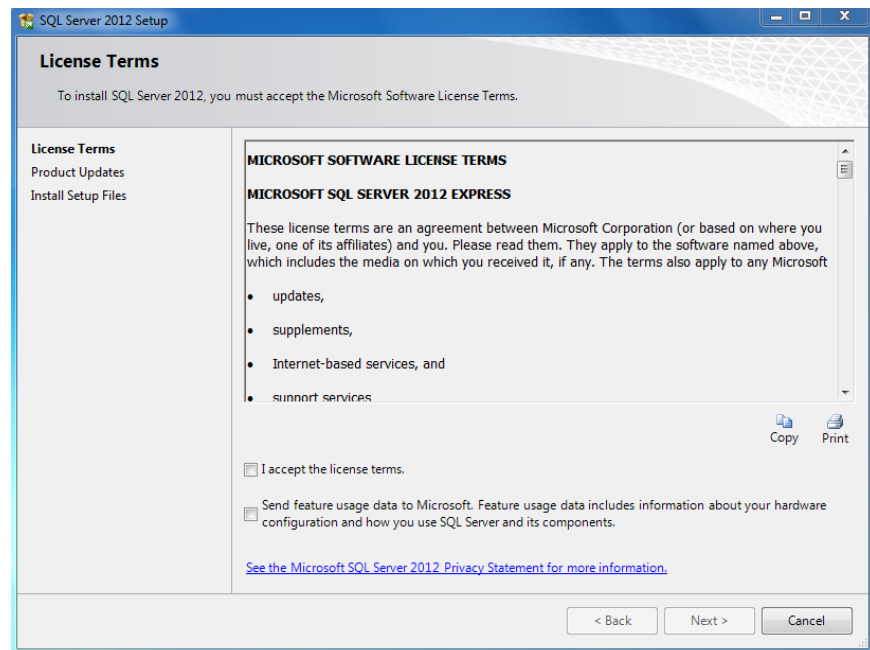 SQL Server 2012 Setup
License Terms
To install SQL Server 2012, you must accept the Microsoft Software License Terms.
License Terms
Product Updates
Install Setup Files
MICROSOFT SOFTWARE LICENSE TERMS
MICROSOFT SQL SERVER 2012 EXPRESS
These license terms are an agreement between Microsoft Corporation (or based on where you
live, one of its affiliates) and you. Please read them. They apply to the software named above,
which includes the media on which you received it, if any. The terms also apply to any Microsoft
• updates,
• supplements,
• Internet-based services, and
• support services
Copy Print
I accept the license terms.
Send feature usage data to Microsoft. Feature usage data includes information about your hardware
configuration and how you use SQL Server and its components.
See the Microsoft SQL Server 2012 Privacy Statement for more information.
< Back Next > Cancel